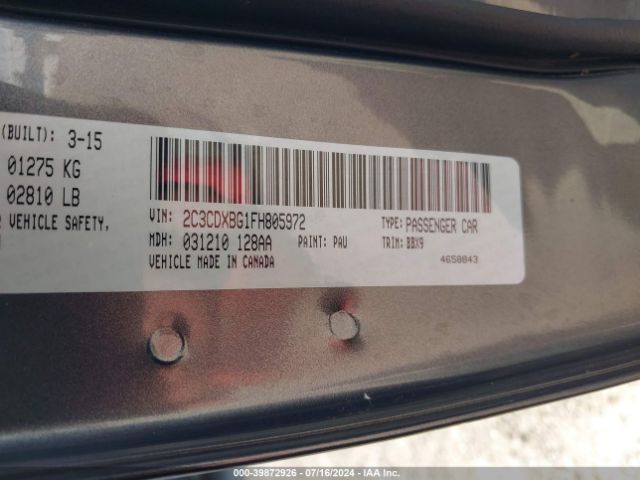 (BUILT): 3-15
01275 KG
02810 LB
VEHICLE SAFETY,
VIN: 2C3CDXBG1FH805972
TYPE: PASSENGER CAR
MDH: 031210 128AA
PAINT: PAU
TRIM: BBX9
VEHICLE MADE IN CANADA
4658843
000-39872926 / 07/16/2024 / IAA Inc.